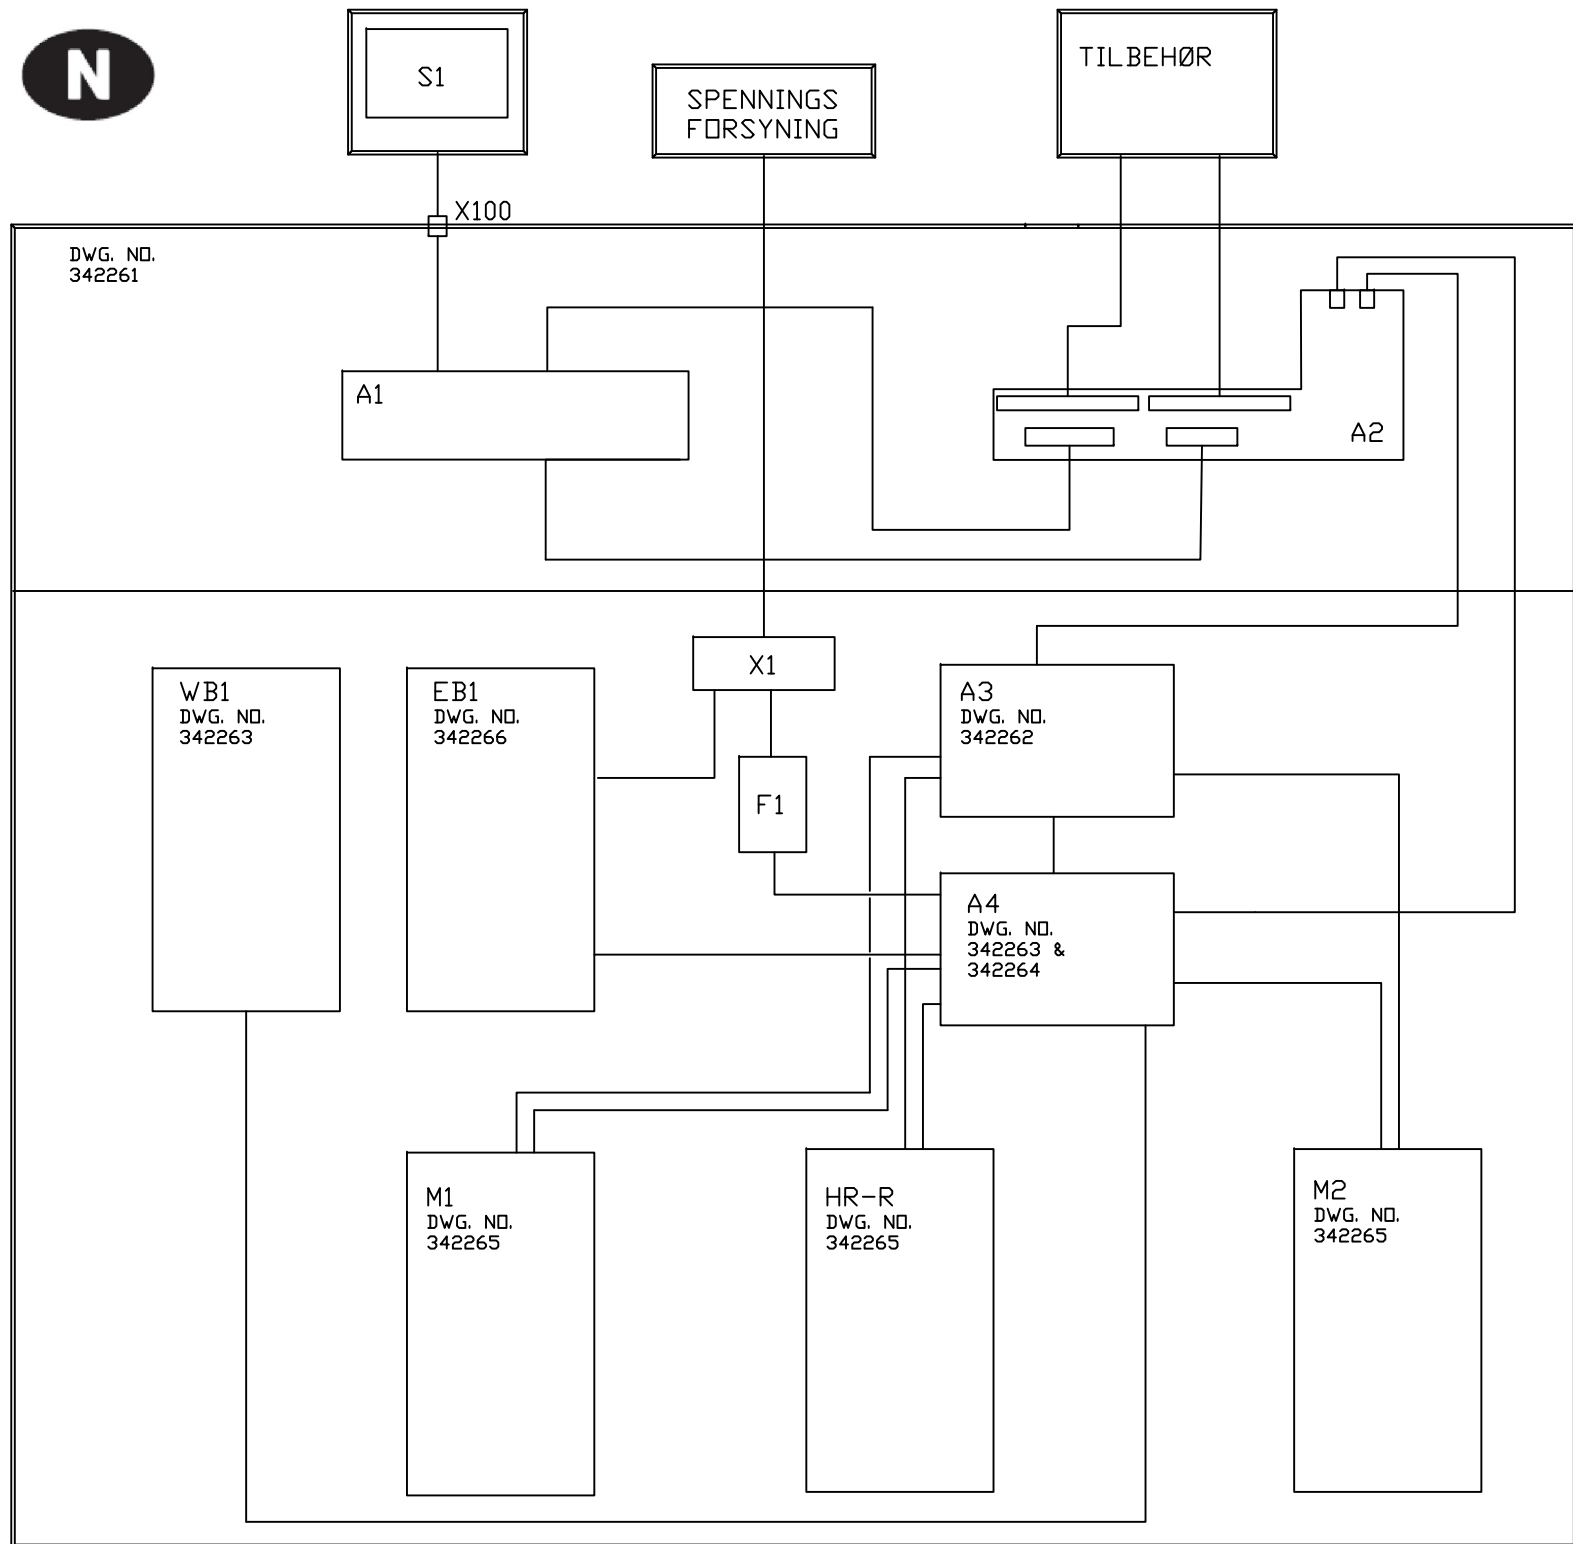 N
S1
SPENNINGS
FORSYNING
TILBEHØR
X100
DWG. NO.
342261
A1
A2
X1
WB1
DWG. NO.
342263
EB1
DWG. NO.
342266
A3
DWG. NO.
342262
F1
A4
DWG. NO.
342263 &
342264
M1
DWG. NO.
342265
HR-R
DWG. NO.
342265
M2
DWG. NO.
342265